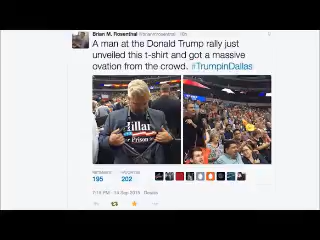 Brian M. Rosenthal
A man at the Donald Trump rally just
unveiled this t-shirt and got a massive
ovation from the crowd. #TrumpinDallas
Hillar
Prison
RETWEETS
195
202